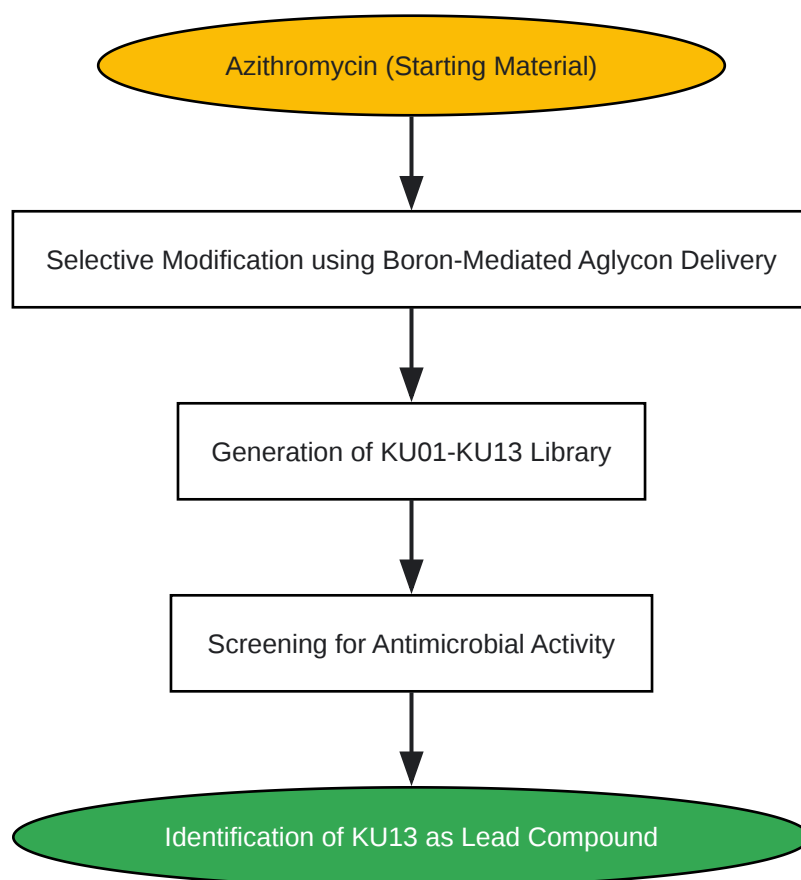 Azithromycin (Starting Material)
Selective Modification using Boron-Mediated Aglycon Delivery
Generation of KU01-KU13 Library
Screening for Antimicrobial Activity
Identification of KU13 as Lead Compound